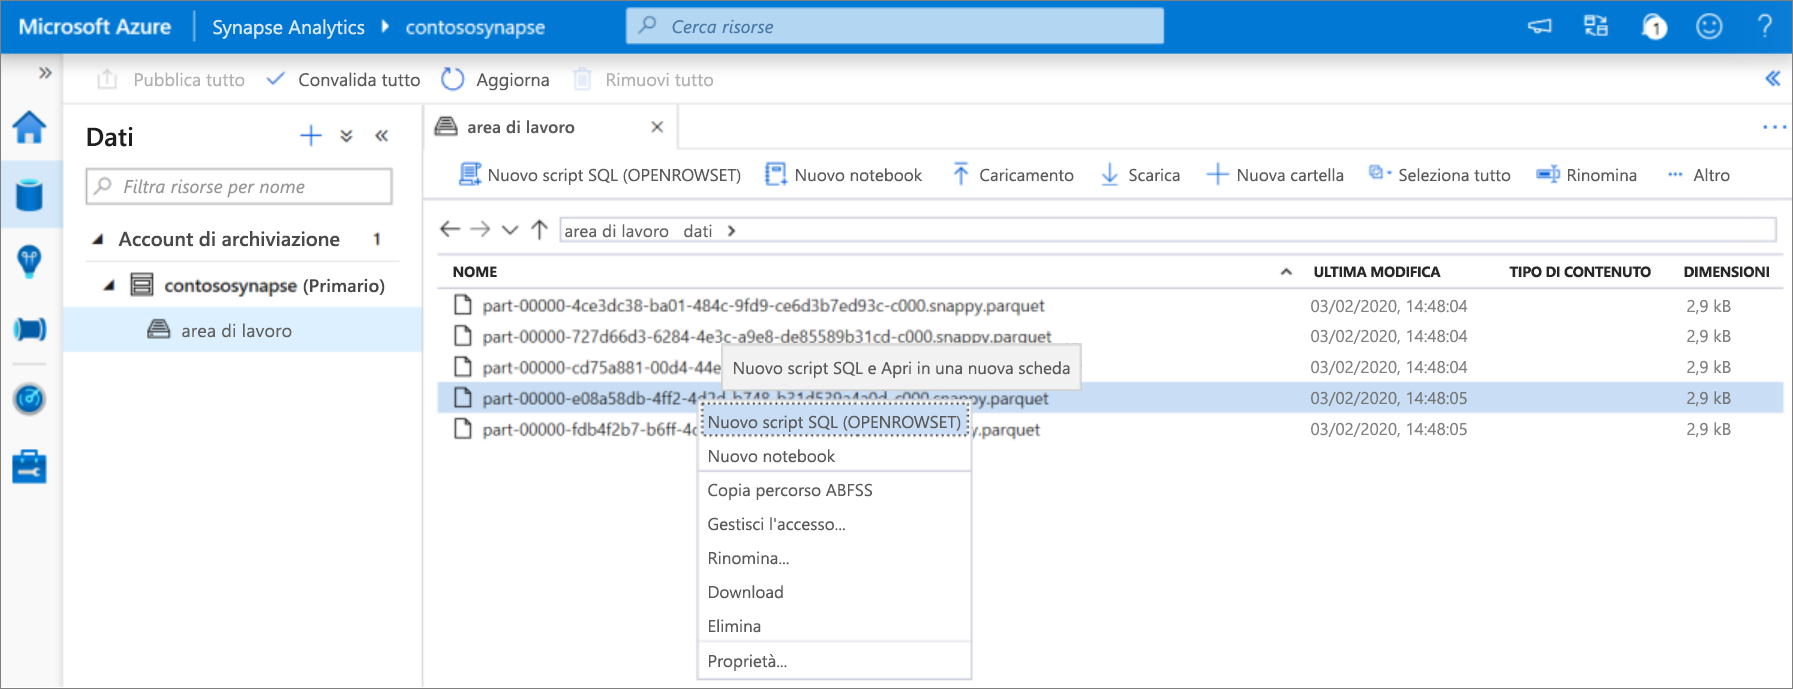 Microsoft Azure Synapse Analytics contososynapse Cerca risorse 1 ?
Pubblica tutto Convalida tutto Aggiorna Rimuovi tutto
Dati
area di lavoro
Filtra risorse per nome
Nuovo script SQL (OPENROWSET) Nuovo notebook Caricamento Scarica Nuova cartella Seleziona tutto Rinomina Altro
Account di archiviazione 1
contososynapse (Primario)
area di lavoro
area di lavoro dati
NOME ULTIMA MODIFICA TIPO DI CONTENUTO DIMENSIONI
part-00000-4ce3dc38-ba01-484c-9fd9-ce6d3b7ed93c-c000.snappy.parquet 03/02/2020, 14:48:04 2,9 kB
part-00000-727d66d3-6284-4e3c-a9e8-de85589b31cd-c000.snappy.parquet 03/02/2020, 14:48:04 2,9 kB
part-00000-cd75a881-00d4-44e 03/02/2020, 14:48:04 2,9 kB
Nuovo script SQL e Apri in una nuova scheda
part-00000-e08a58db-4ff2-4d2d-b748-b31d539a4a0d-c000.snappy.parquet 03/02/2020, 14:48:05 2,9 kB
part-00000-fdb4f2b7-b6ff-4c y.parquet 03/02/2020, 14:48:05 2,9 kB
Nuovo script SQL (OPENROWSET)
Nuovo notebook
Copia percorso ABFSS
Gestisci l'accesso...
Rinomina...
Download
Elimina
Proprietà...